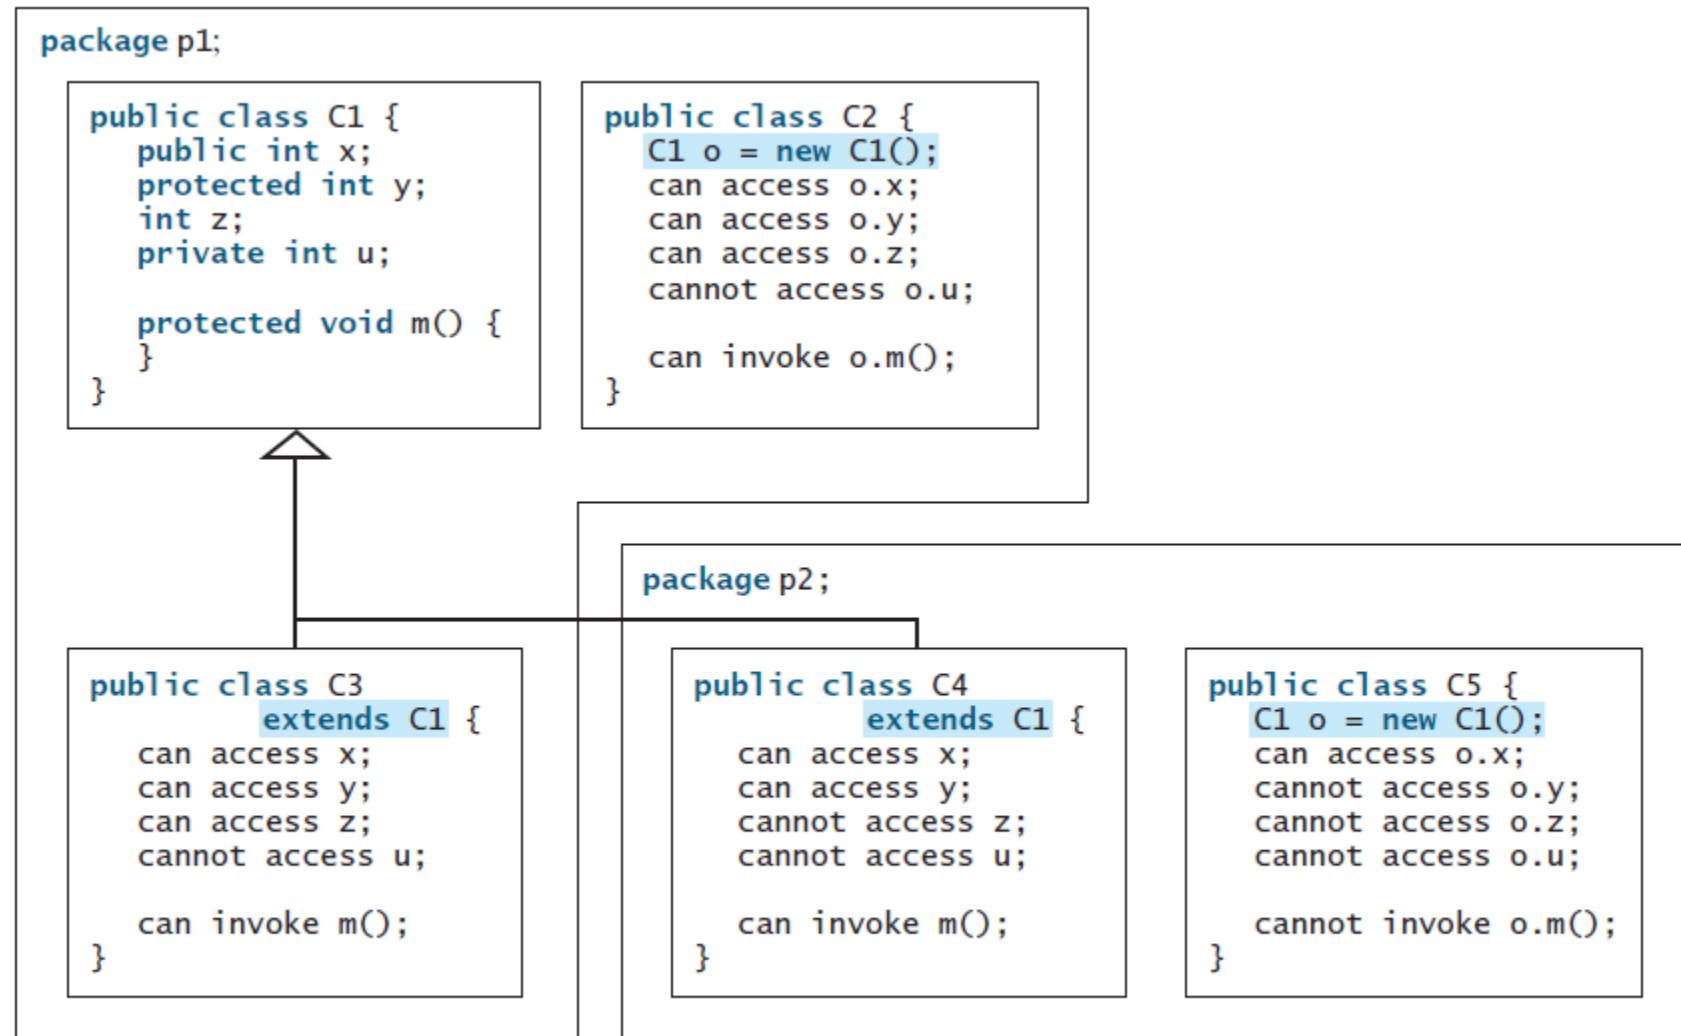 package p1;
public class C1 {
public int x;
protected int y;
int z;
private int u;
protected void m() {
}
}
public class C2 {
C1 o = new C1();
can access o.x;
can access o.y;
can access o.z;
cannot access o.u;
can invoke o.m();
}
public class C3
extends C1 {
can access x;
can access y;
can access z;
cannot access u;
can invoke m();
}
package p2;
public class C4
extends C1 {
can access x;
can access y;
cannot access z;
cannot access u;
can invoke m();
}
public class C5 {
C1 o = new C1();
can access o.x;
cannot access o.y;
cannot access o.z;
cannot access o.u;
cannot invoke o.m();
}